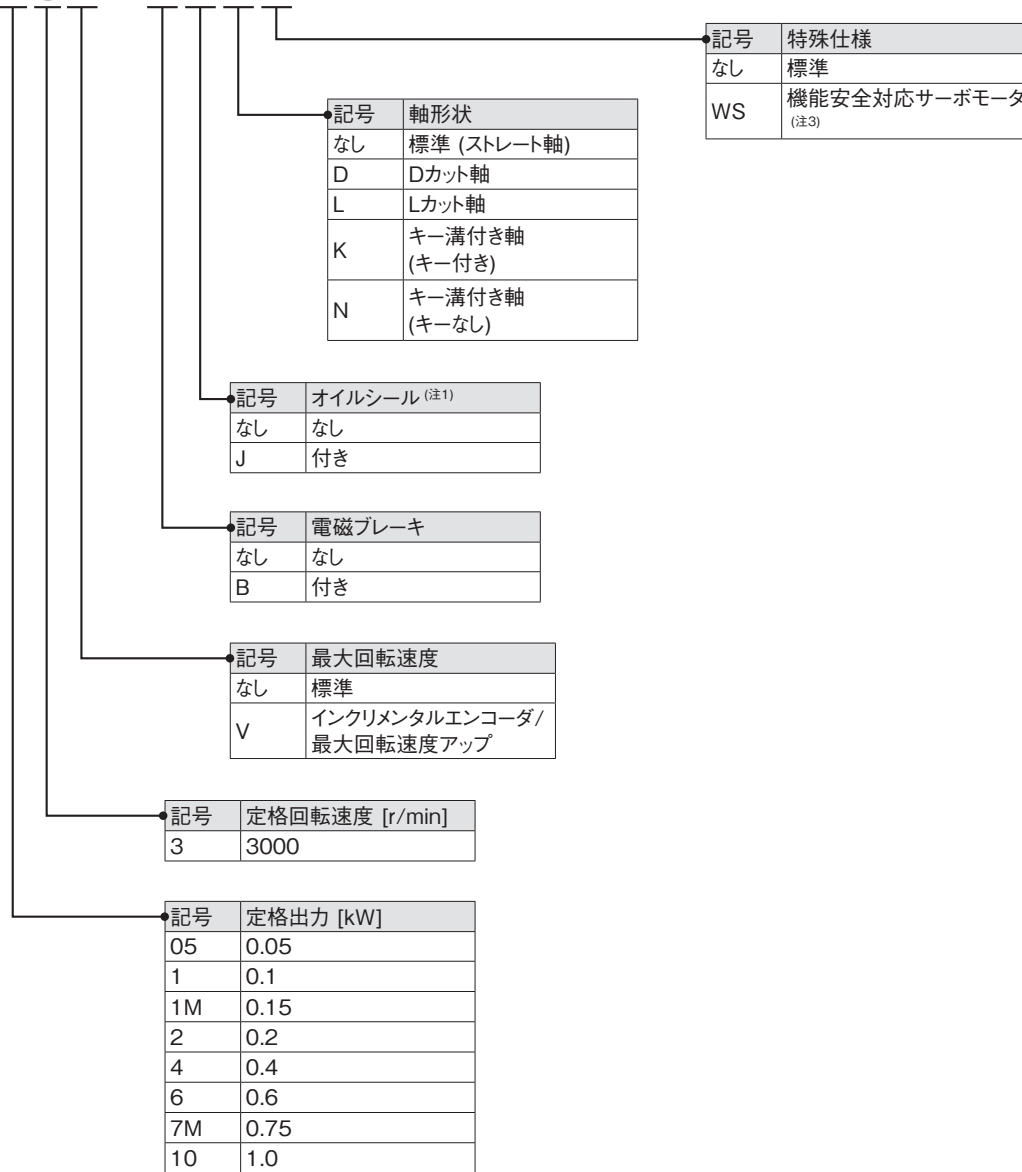 記号 特殊仕様
なし 標準
WS 機能安全対応サーボモータ
(注3)
記号 軸形状
なし 標準 (ストレート軸)
D Dカット軸
L Lカット軸
K キー溝付き軸
(キー付き)
N キー溝付き軸
(キーなし)
記号 オイルシール (注1)
なし なし
J 付き
記号 電磁ブレーキ
なし なし
B 付き
記号 最大回転速度
なし 標準
V インクリメンタルエンコーダ/
最大回転速度アップ
記号 定格回転速度 [r/min]
3 3000
記号 定格出力 [kW]
05 0.05
1 0.1
1M 0.15
2 0.2
4 0.4
6 0.6
7M 0.75
10 1.0